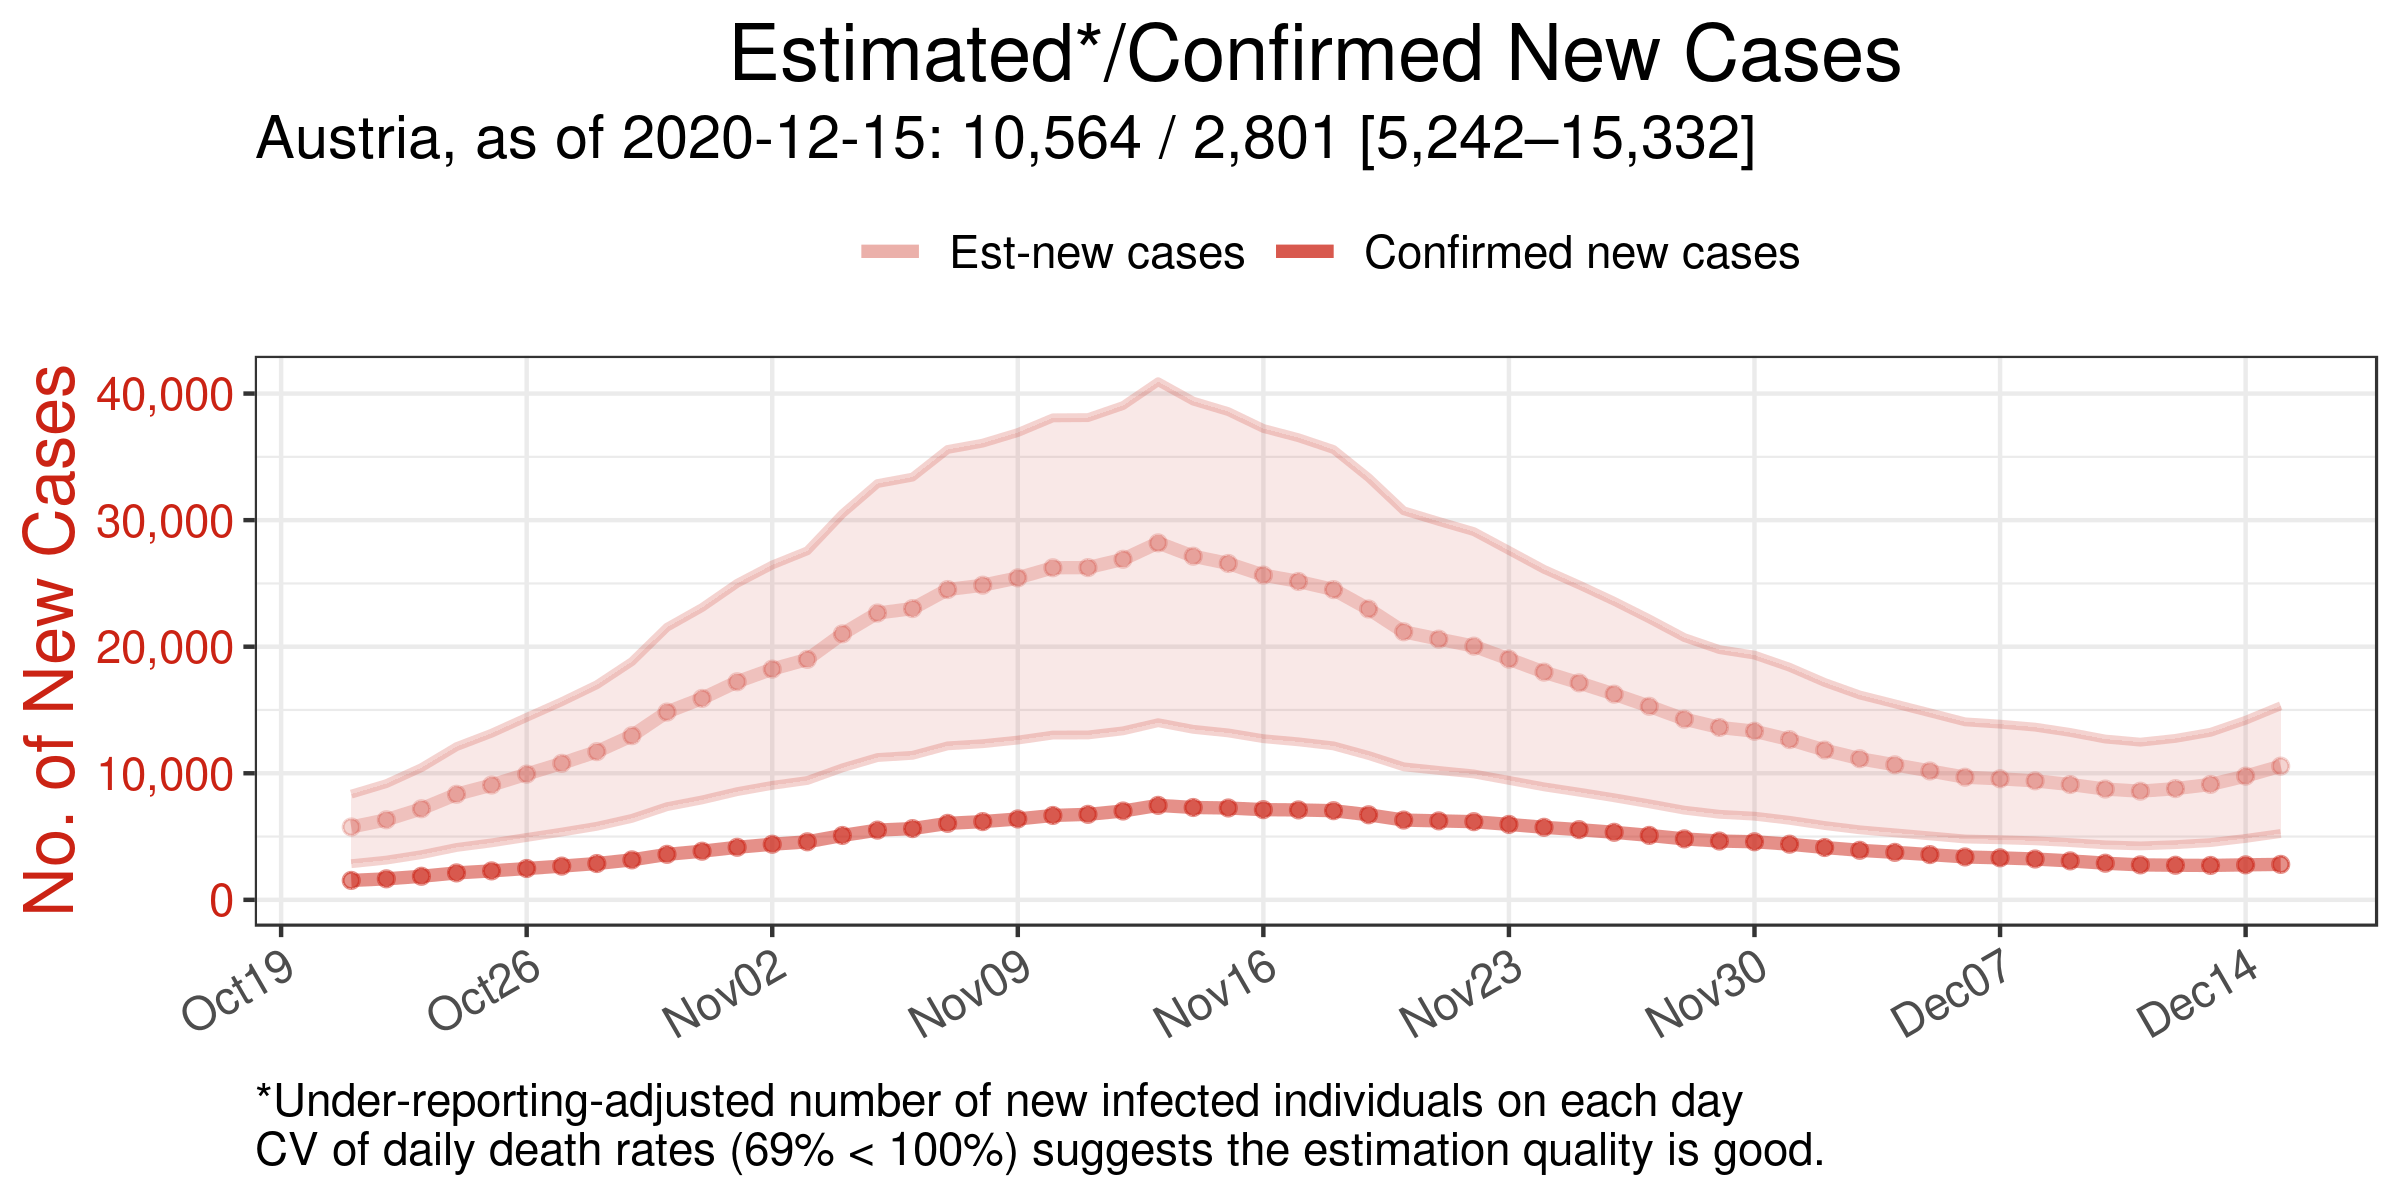 Estimated*/Confirmed New Cases
Austria, as of 2020-12-15: 10,564 / 2,801 [5,242–15,332]
Est-new cases
Confirmed new cases
No. of New Cases
40,000
30,000
20,000
10,000
0
Oct19
Oct26
Nov02
Nov09
Nov16
Nov23
Nov30
Dec07
Dec14
*Under-reporting-adjusted number of new infected individuals on each day
CV of daily death rates (69% < 100%) suggests the estimation quality is good.